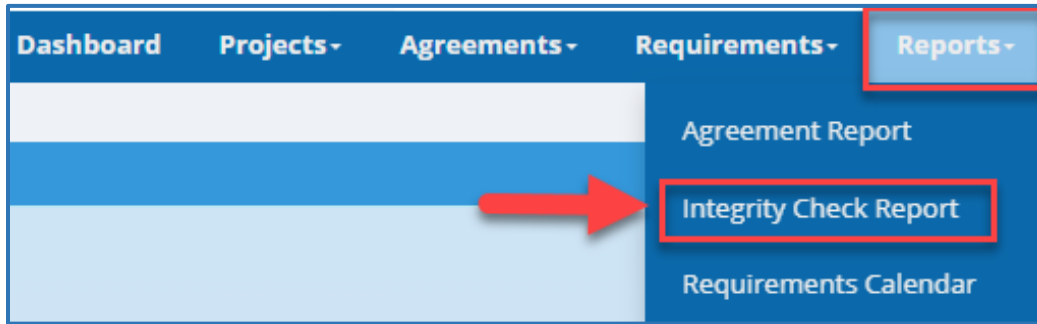 Dashboard Projects Agreements Requirements Reports
Agreement Report
Integrity Check Report
Requirements Calendar